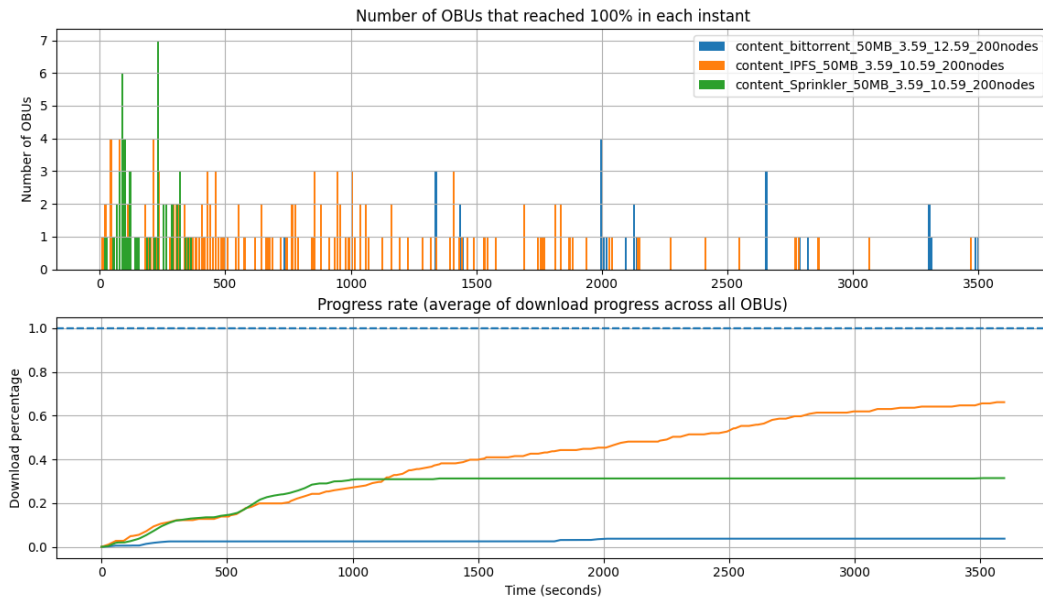 Number of OBUs that reached 100% in each instant
Number of OBUs
7
6
5
4
3
2
1
0
content_bittorrent_50MB_3.59_12.59_200nodes
content_IPFS_50MB_3.59_10.59_200nodes
content_Sprinkler_50MB_3.59_10.59_200nodes
0 500 1000 1500 2000 2500 3000 3500
Progress rate (average of download progress across all OBUs)
Download percentage
1.0
0.8
0.6
0.4
0.2
0.0
0 500 1000 1500 2000 2500 3000 3500
Time (seconds)